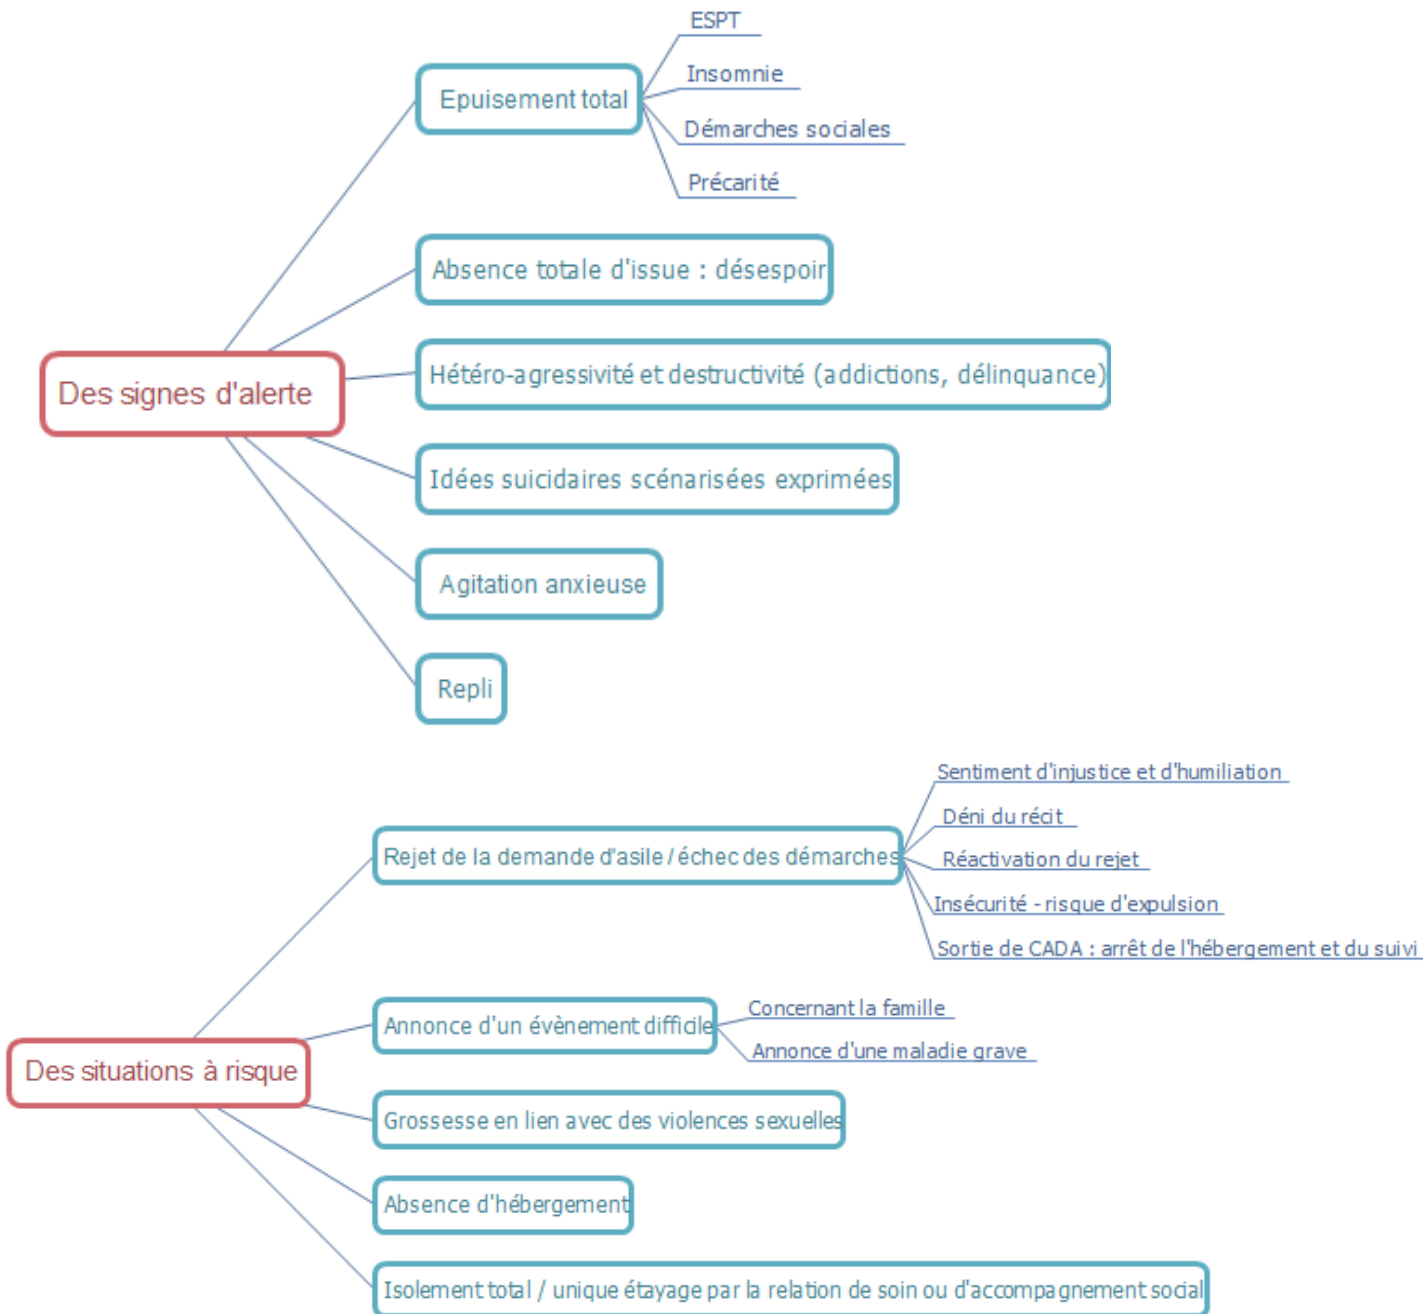 Des signes d'alerte
Epuisement total
ESPT
Insomnie
Démarches sociales
Précarité
Absence totale d'issue : désespoir
Hétéro-agressivité et destructivité (addictions, délinquance)
Idées suicidaires scénarisées exprimées
Agitation anxieuse
Repli
Des situations à risque
Rejet de la demande d'asile / échec des démarches
Sentiment d'injustice et d'humiliation
Déni du récit
Réactivation du rejet
Insécurité - risque d'expulsion
Sortie de CADA : arrêt de l'hébergement et du suivi
Annonce d'un évènement difficile
Concernant la famille
Annonce d'une maladie grave
Grossesse en lien avec des violences sexuelles
Absence d'hébergement
Isolement total / unique étayage par la relation de soin ou d'accompagnement social